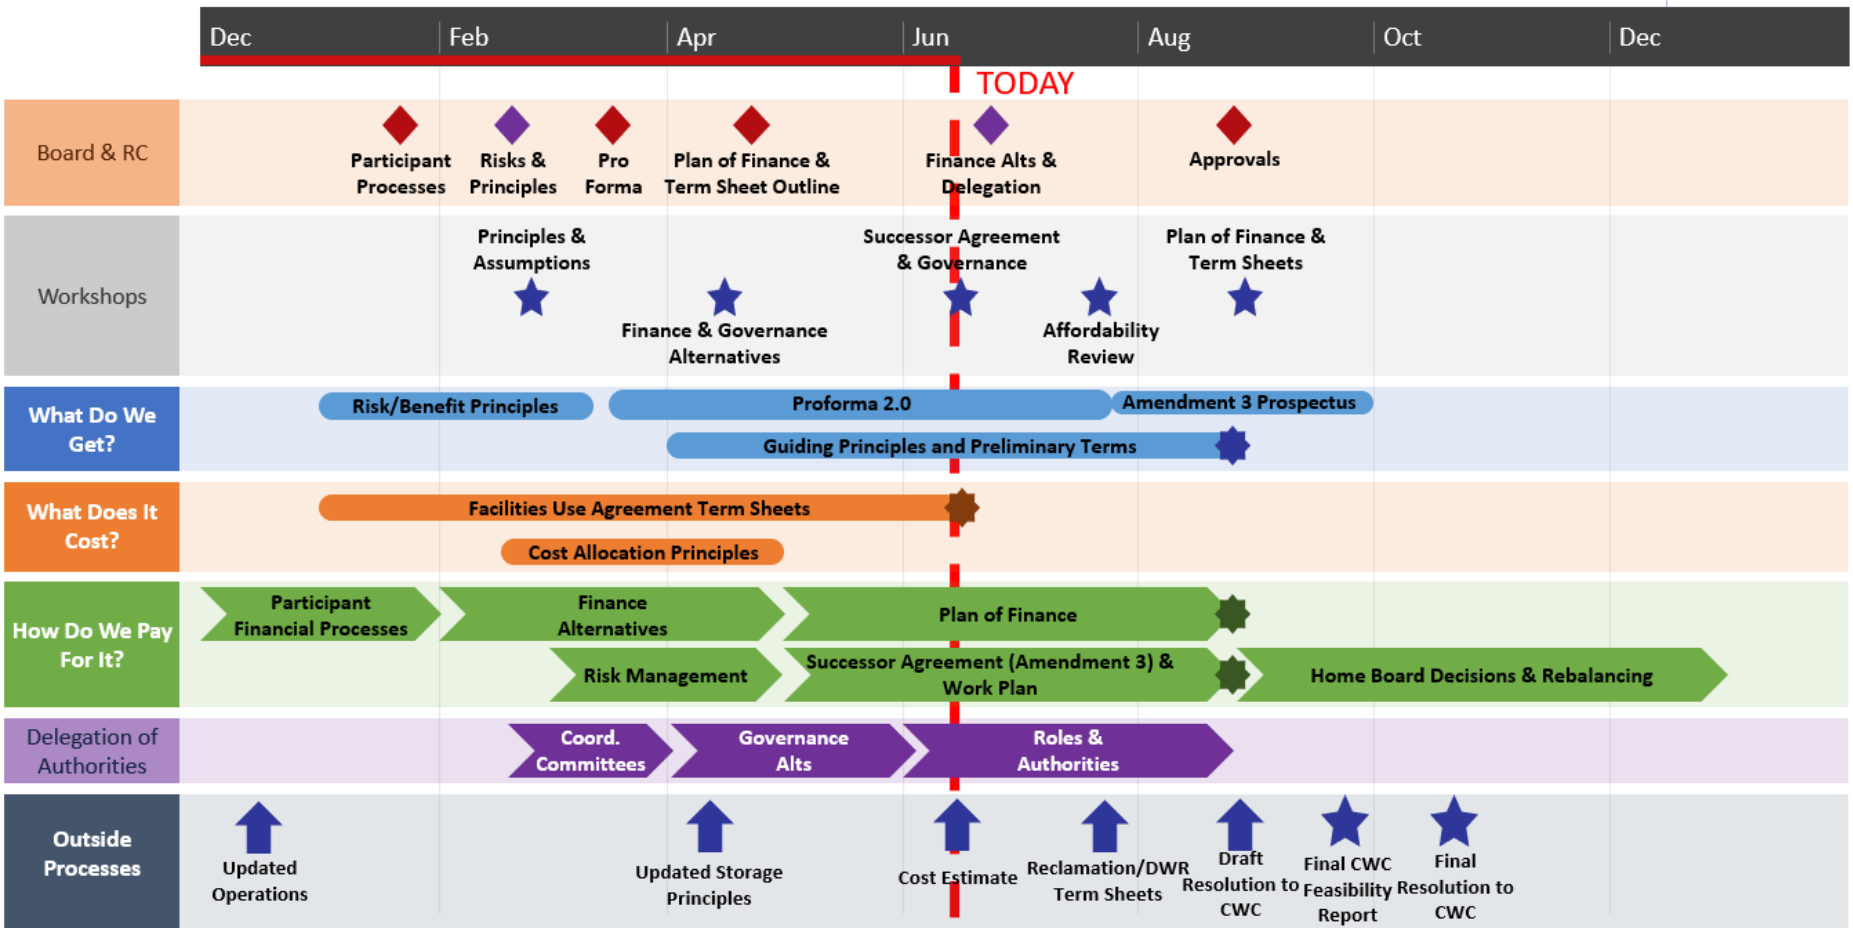 Dec Feb Apr Jun Aug Oct Dec
TODAY
Board & RC
Participant
Processes
Risks &
Principles
Pro
Forma
Plan of Finance &
Term Sheet Outline
Finance Alts &
Delegation
Approvals
Workshops
Principles &
Assumptions
Finance & Governance
Alternatives
Successor Agreement
& Governance
Affordability
Review
Plan of Finance &
Term Sheets
What Do We
Get?
Risk/Benefit Principles
Proforma 2.0
Amendment 3 Prospectus
Guiding Principles and Preliminary Terms
What Does It
Cost?
Facilities Use Agreement Term Sheets
Cost Allocation Principles
How Do We Pay
For It?
Participant
Financial Processes
Finance
Alternatives
Plan of Finance
Risk Management
Successor Agreement (Amendment 3) &
Work Plan
Home Board Decisions & Rebalancing
Delegation of
Authorities
Coord.
Committees
Governance
Alts
Roles &
Authorities
Outside
Processes
Updated
Operations
Updated Storage
Principles
Cost Estimate
Reclamation/DWR
Term Sheets
Draft
Resolution to
CWC
Final CWC
Feasibility
Report
Final
Resolution to
CWC